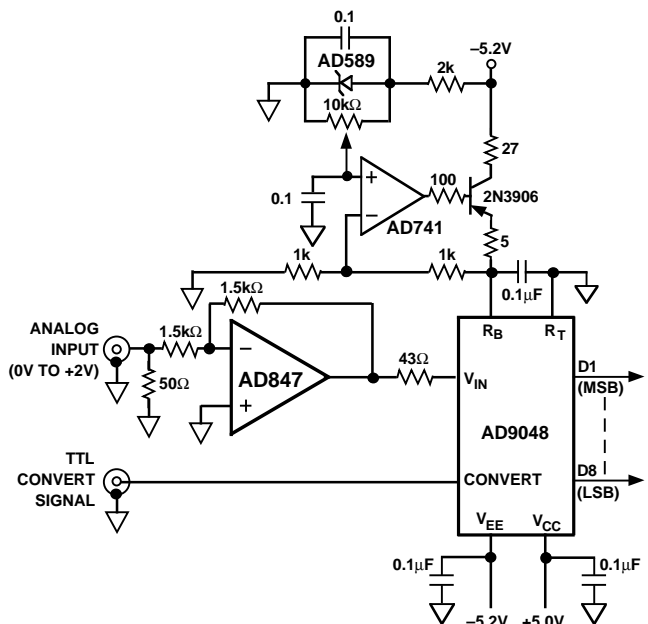 0.1
AD589
–5.2V
2k
10kΩ
27
0.1
+
100
2N3906
–
AD741
5
1k
1k
0.1µF
1.5kΩ
ANALOG
INPUT
(0V TO +2V)
1.5kΩ
50Ω
–
AD847
+
43Ω
RB
RT
VIN
D1
(MSB)
AD9048
TTL
CONVERT
SIGNAL
CONVERT
D8
(LSB)
VEE
VCC
0.1µF
0.1µF
–5.2V
+5.0V